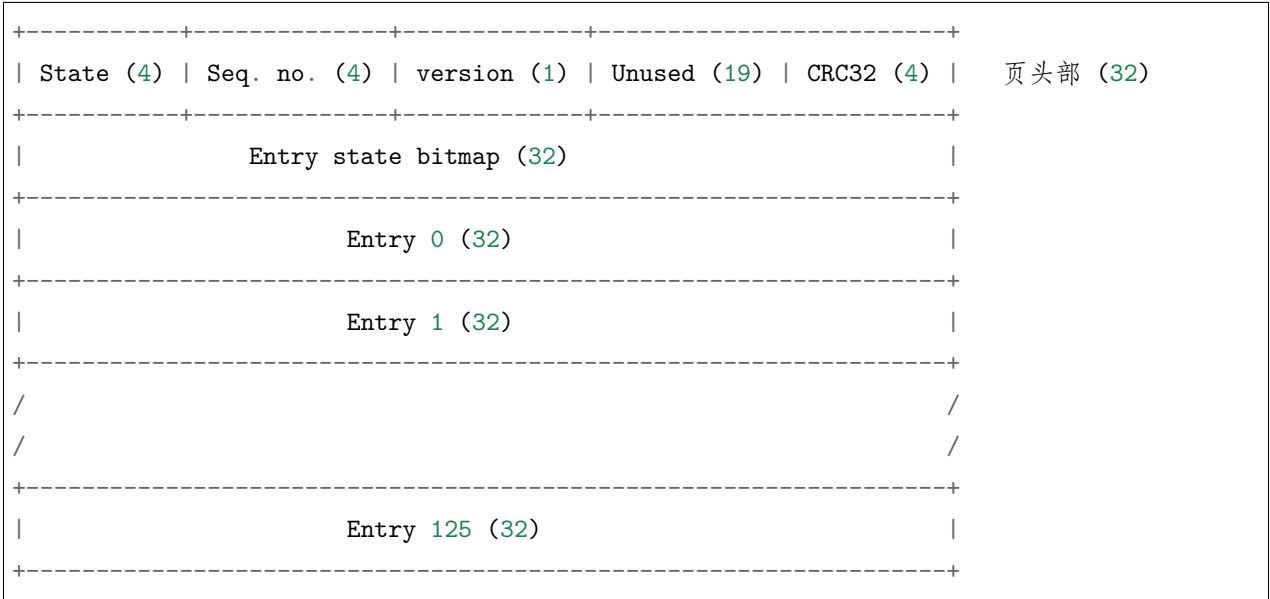 +-----------+--------------+-------------+-------------------------+
| State (4) | Seq. no. (4) | version (1) | Unused (19) | CRC32 (4) | 页头部 (32)
+-----------+--------------+-------------+-------------------------+
| Entry state bitmap (32) |
+------------------------------------------------------------------+
| Entry 0 (32) |
+------------------------------------------------------------------+
| Entry 1 (32) |
+------------------------------------------------------------------+
/ /
/ /
+------------------------------------------------------------------+
| Entry 125 (32) |
+------------------------------------------------------------------+